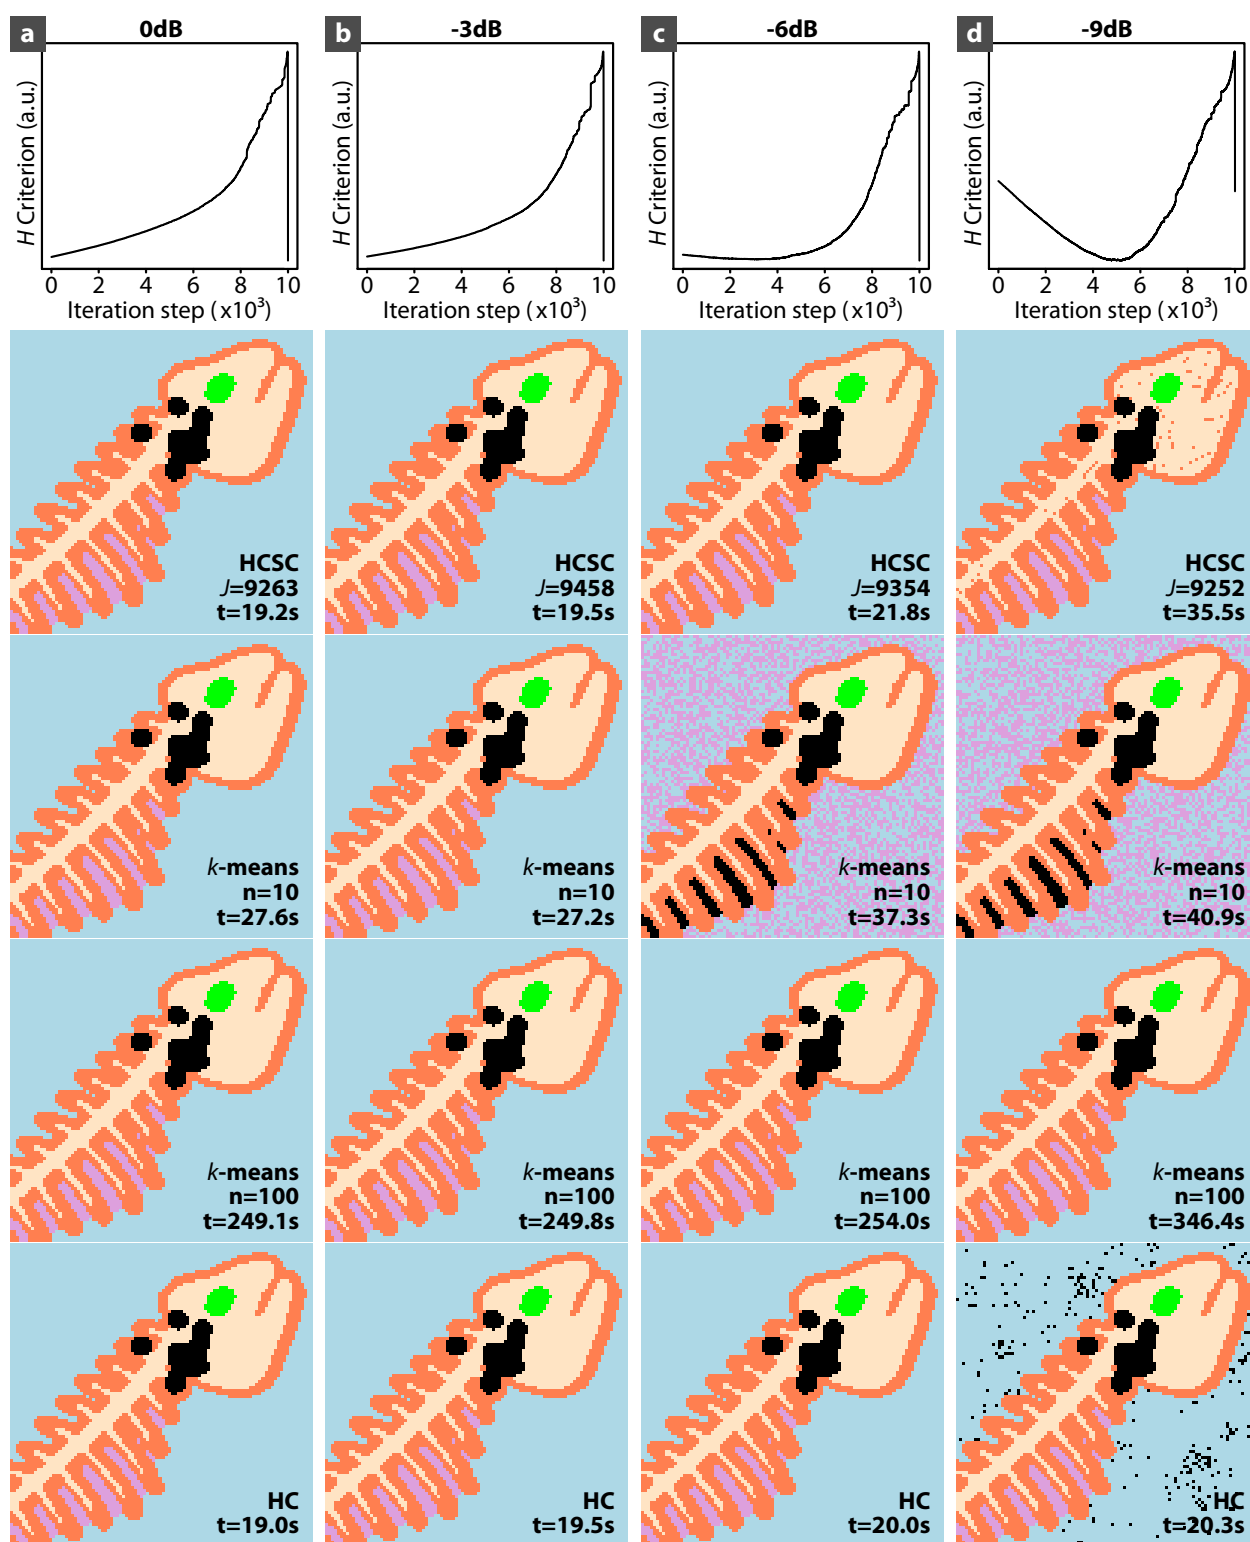 a 0dB b -3dB c -6dB d -9dB
H Criterion (a.u.) H Criterion (a.u.) H Criterion (a.u.) H Criterion (a.u.)
0 2 4 6 8 10 0 2 4 6 8 10 0 2 4 6 8 10 0 2 4 6 8 10
Iteration step (x10³) Iteration step (x10³) Iteration step (x10³) Iteration step (x10³)
HCSC HCSC HCSC HCSC
J=9263 J=9458 J=9354 J=9252
t=19.2s t=19.5s t=21.8s t=35.5s
k-means k-means k-means k-means
n=10 n=10 n=10 n=10
t=27.6s t=27.2s t=37.3s t=40.9s
k-means k-means k-means k-means
n=100 n=100 n=100 n=100
t=249.1s t=249.8s t=254.0s t=346.4s
HC HC HC HC
t=19.0s t=19.5s t=20.0s t=20.3s